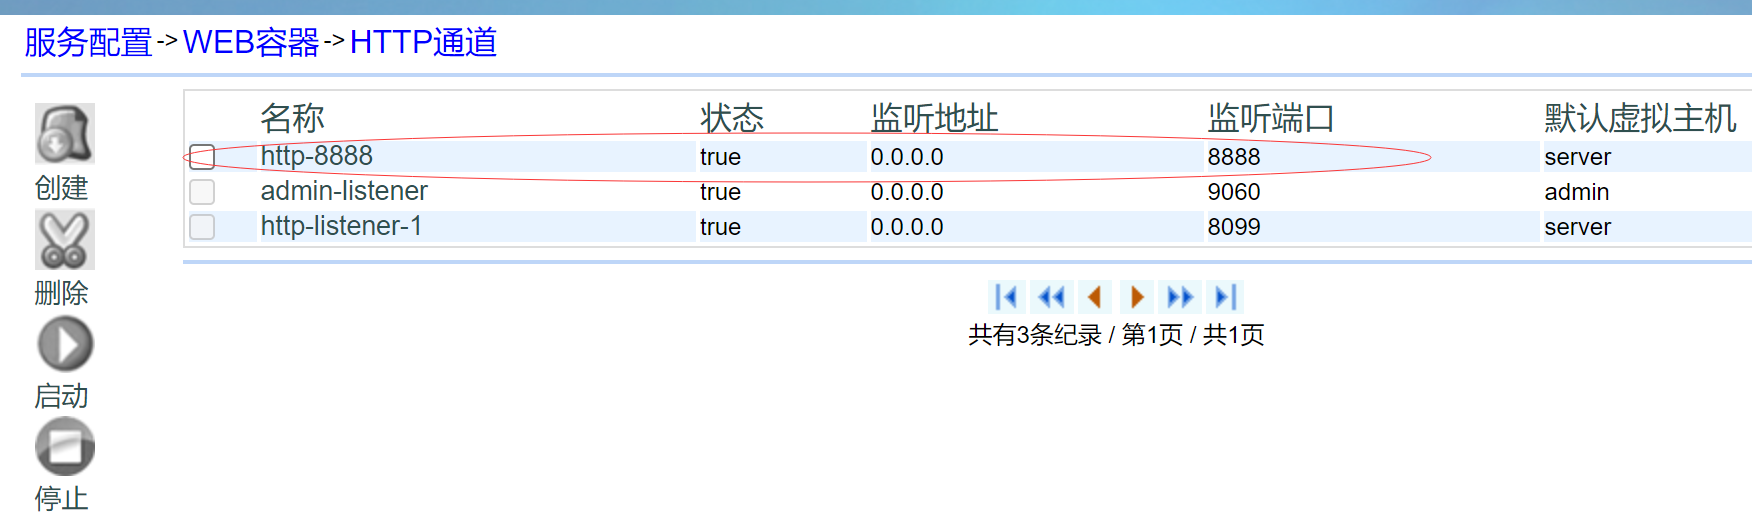 服务配置->WEB容器->HTTP通道
名称 状态 监听地址 监听端口 默认虚拟主机
http-8888 true 0.0.0.0 8888 server
admin-listener true 0.0.0.0 9060 admin
http-listener-1 true 0.0.0.0 8099 server
创建
删除
启动
停止
共有3条纪录 / 第1页 / 共1页